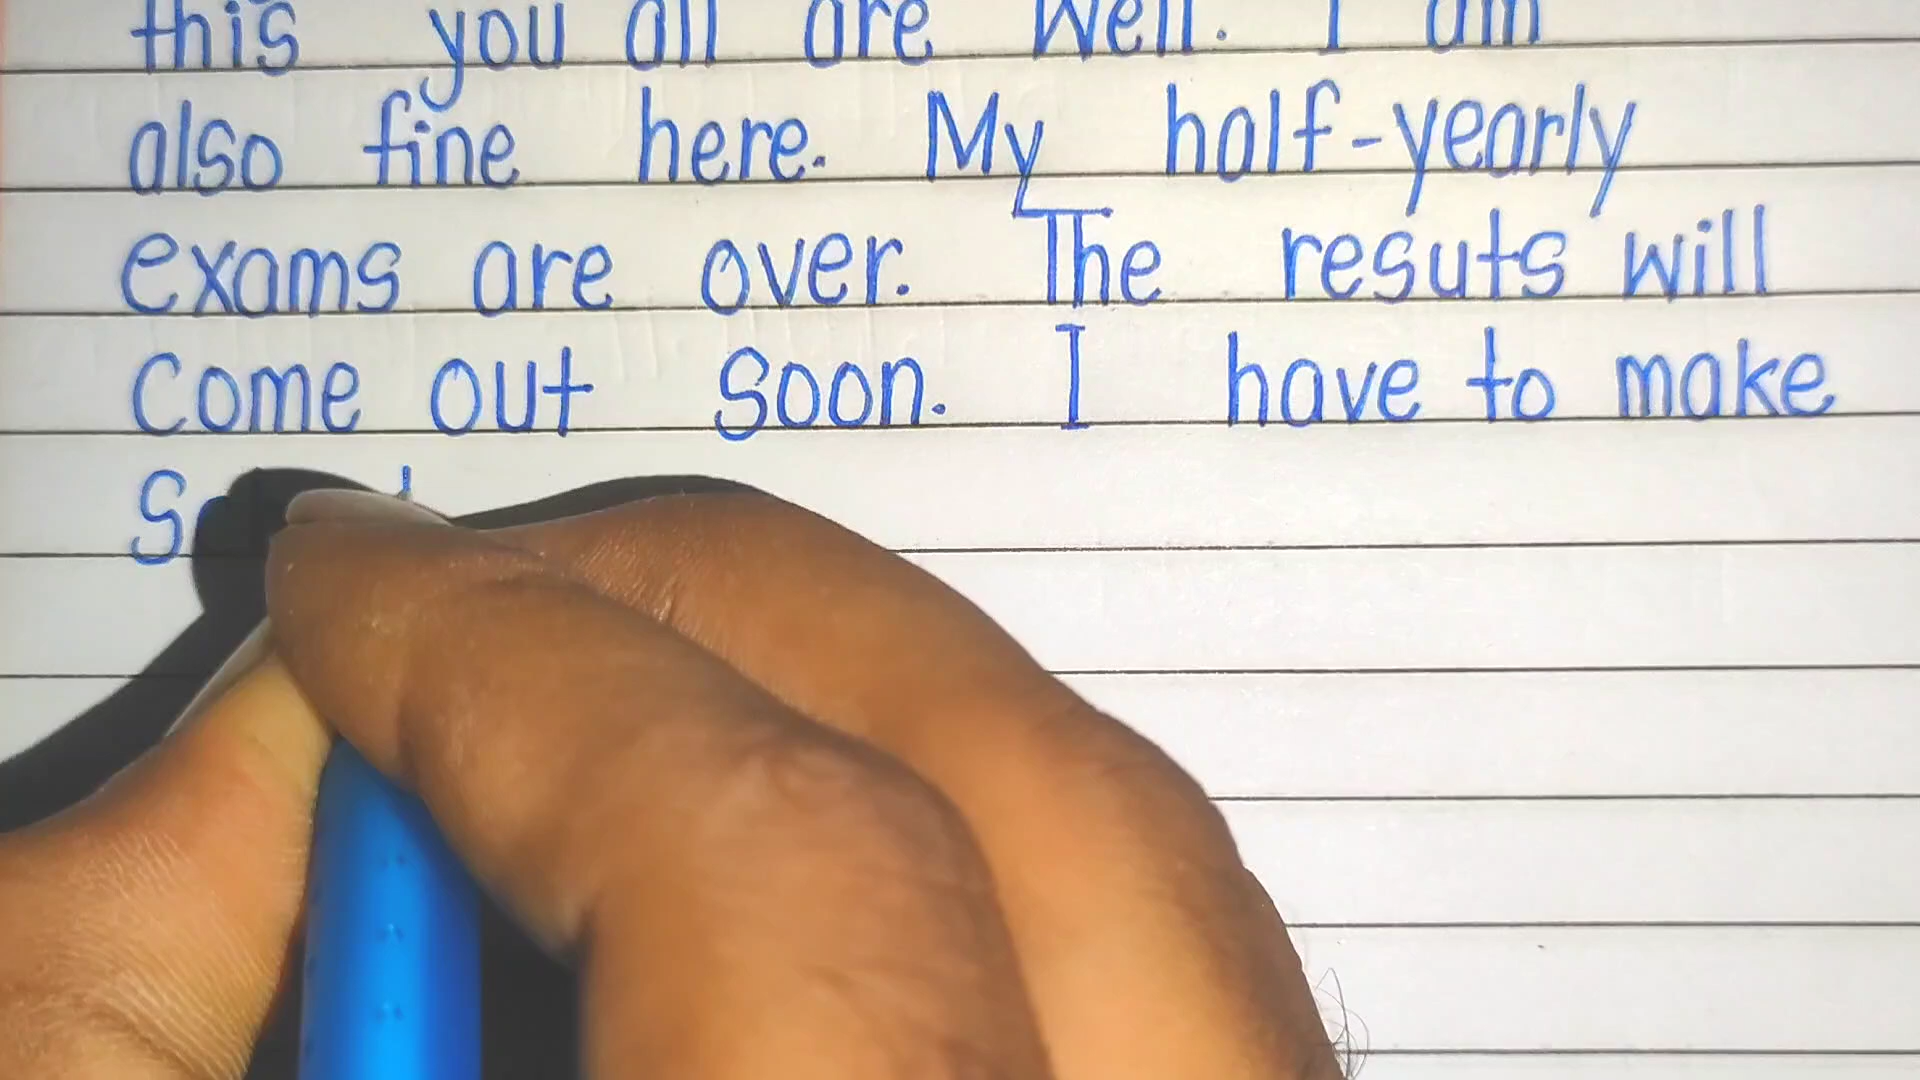 this you all are well. I am
also fine here. My half-yearly
exams are over. The resuts will
come out soon. I have to make